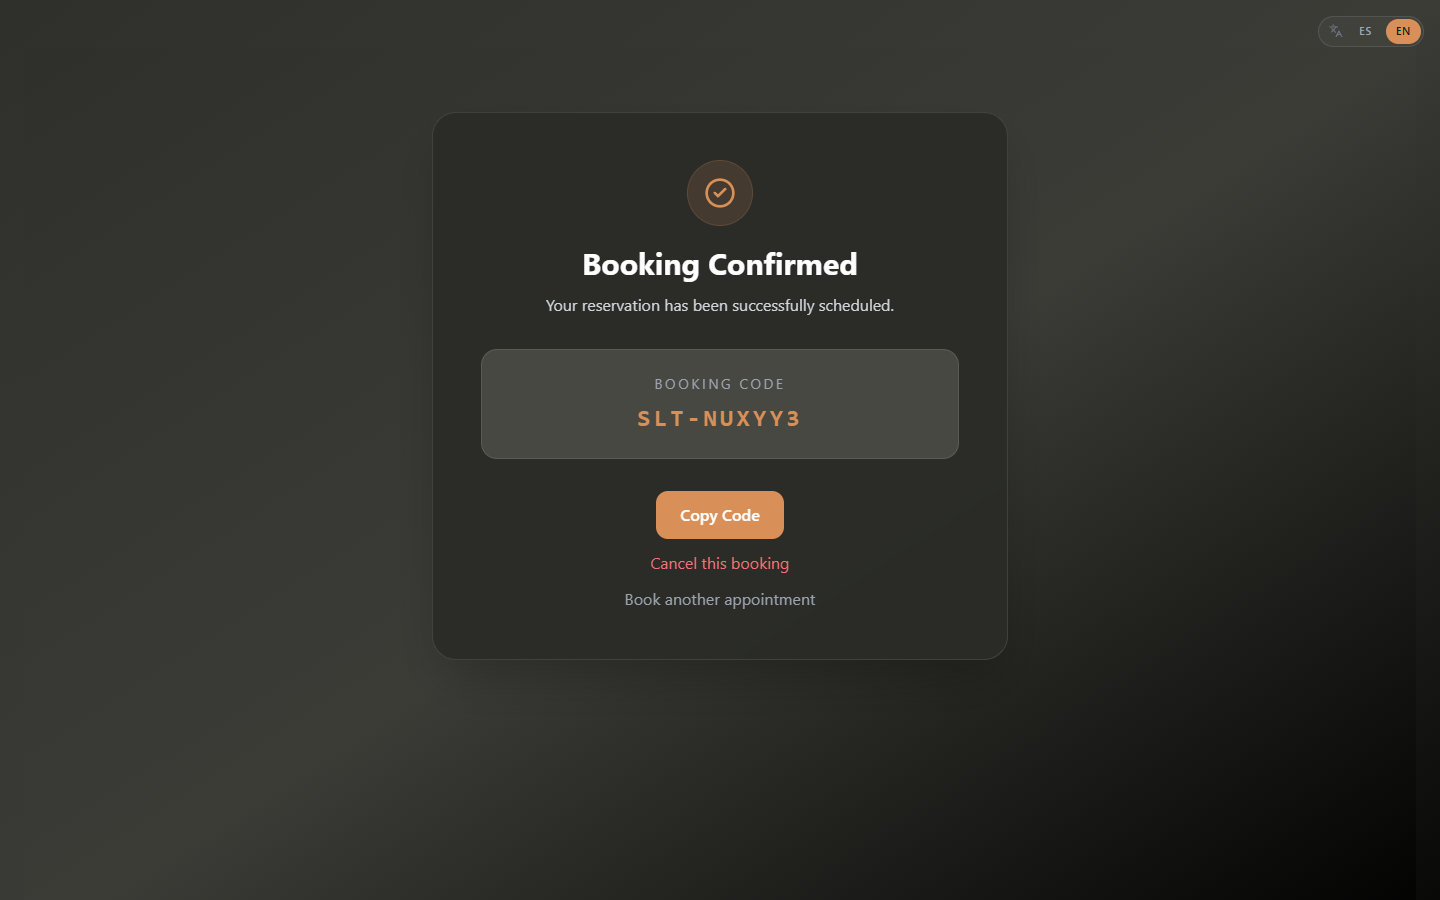 ES EN
Booking Confirmed
Your reservation has been successfully scheduled.
BOOKING CODE
SLT-NUXYY3
Copy Code
Cancel this booking
Book another appointment